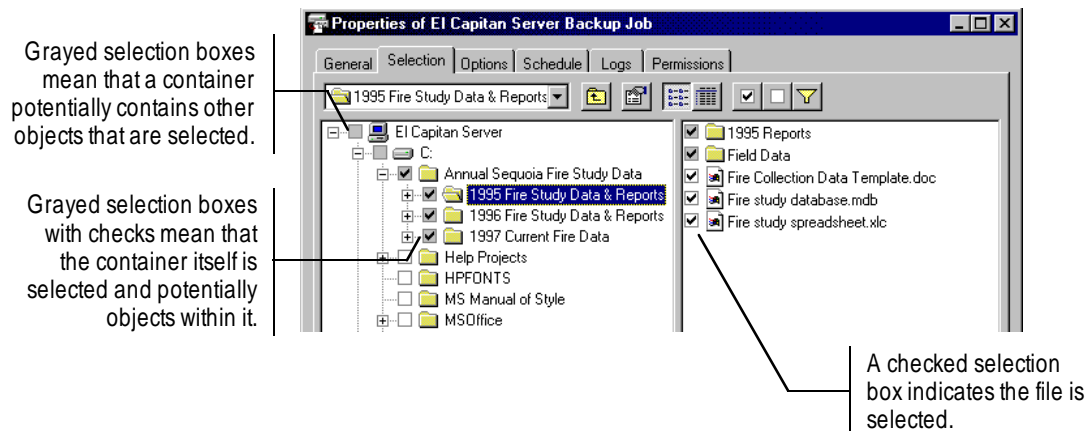 Grayed selection boxes
mean that a container
potentially contains other
objects that are selected.
Grayed selection boxes
with checks mean that
the container itself is
selected and potentially
objects within it.
Properties of El Capitan Server Backup Job
General Selection Options Schedule Logs Permissions
1995 Fire Study Data & Reports
El Capitan Server
C:
Annual Sequoia Fire Study Data
1995 Fire Study Data & Reports
1996 Fire Study Data & Reports
1997 Current Fire Data
Help Projects
HPFONTS
MS Manual of Style
MSOffice
1995 Reports
Field Data
Fire Collection Data Template.doc
Fire study database.mdb
Fire study spreadsheet.xlc
A checked selection
box indicates the file is
selected.